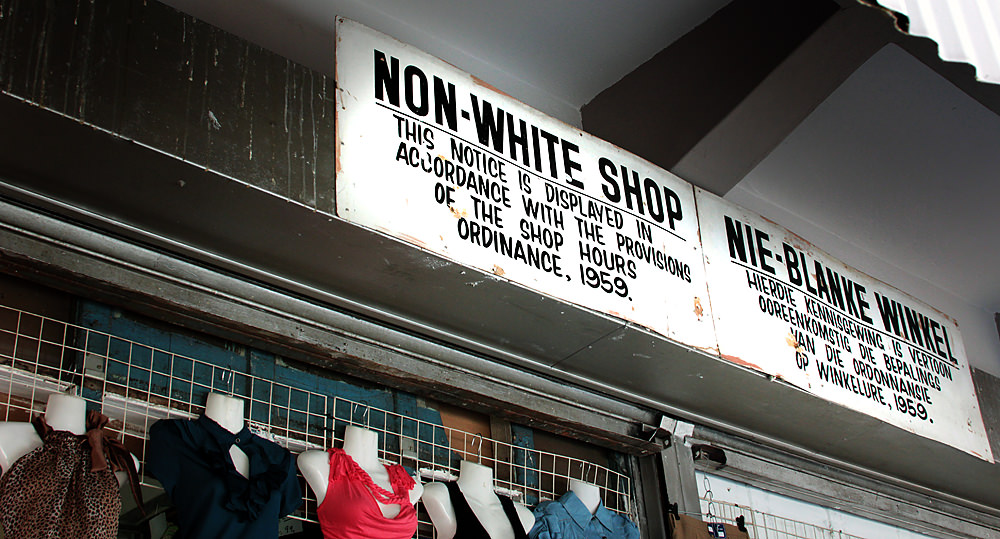 NON-WHITE SHOP
THIS NOTICE IS DISPLAYED IN
ACCORDANCE WITH THE PROVISIONS
OF THE SHOP HOURS
ORDINANCE, 1959.
NIE-BLANKE WINKEL
HIERDIE KENNISGEWING IS VERTOON
OOREENKOMSTIG DIE BEPALINGS
VAN DIE ORDONNANSIE
OP WINKELURE, 1959.